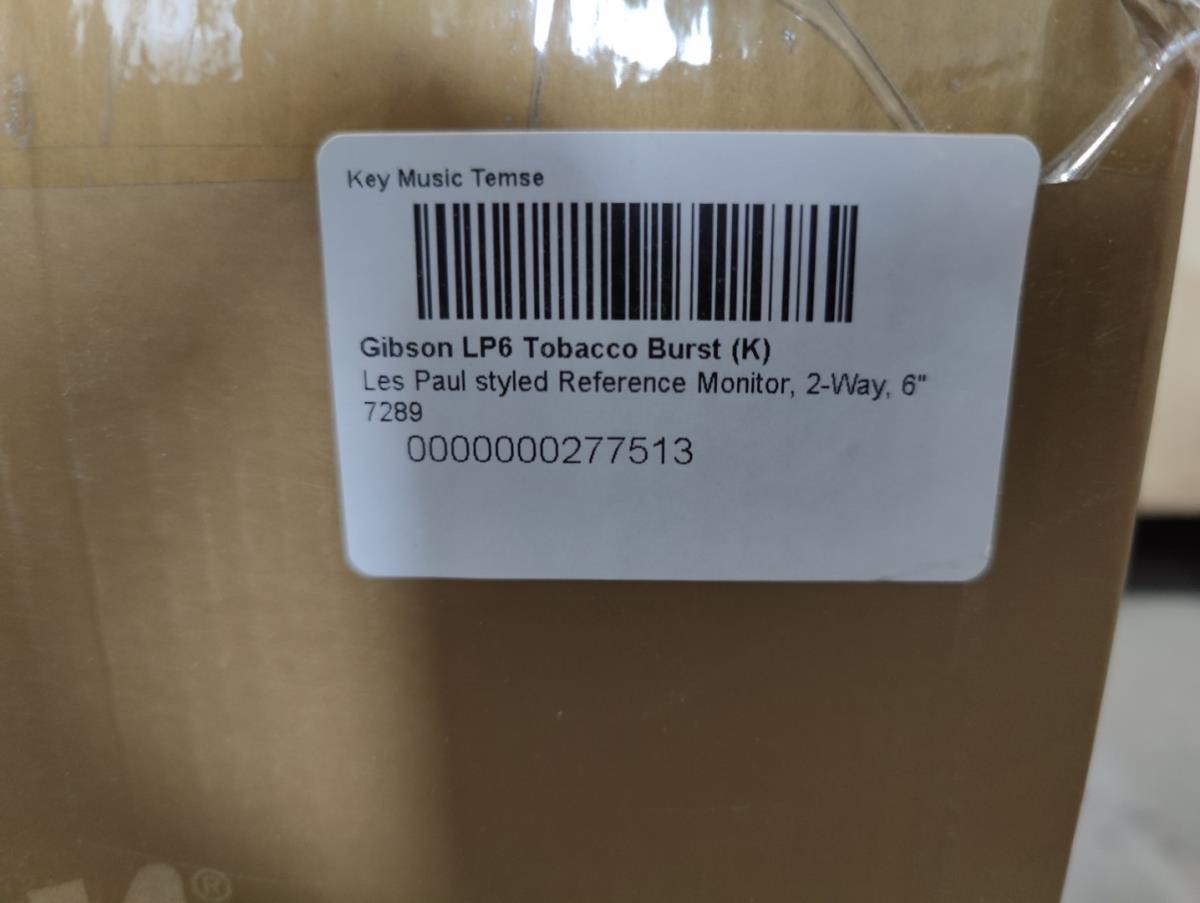 Key Music Temse
Gibson LP6 Tobacco Burst (K)
Les Paul styled Reference Monitor, 2-Way, 6"
7289
0000000277513
®